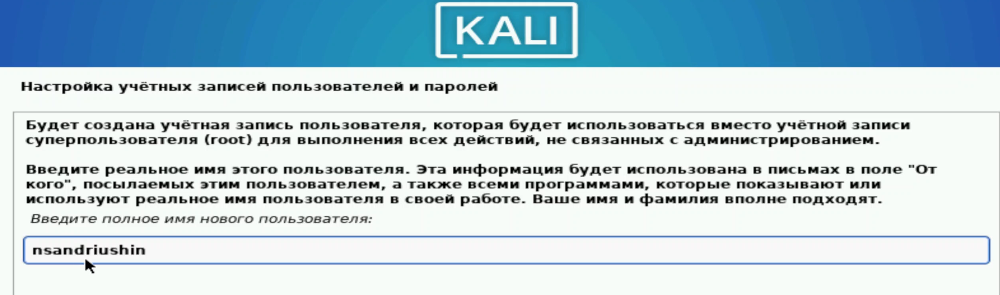 KALI
Настройка учётных записей пользователей и паролей
Будет создана учётная запись пользователя, которая будет использоваться вместо учётной записи
суперпользователя (root) для выполнения всех действий, не связанных с администрированием.
Введите реальное имя этого пользователя. Эта информация будет использована в письмах в поле "От
кого", посылаемых этим пользователем, а также всеми программами, которые показывают или
используют реальное имя пользователя в своей работе. Ваше имя и фамилия вполне подходят.
Введите полное имя нового пользователя:
nsandriushin